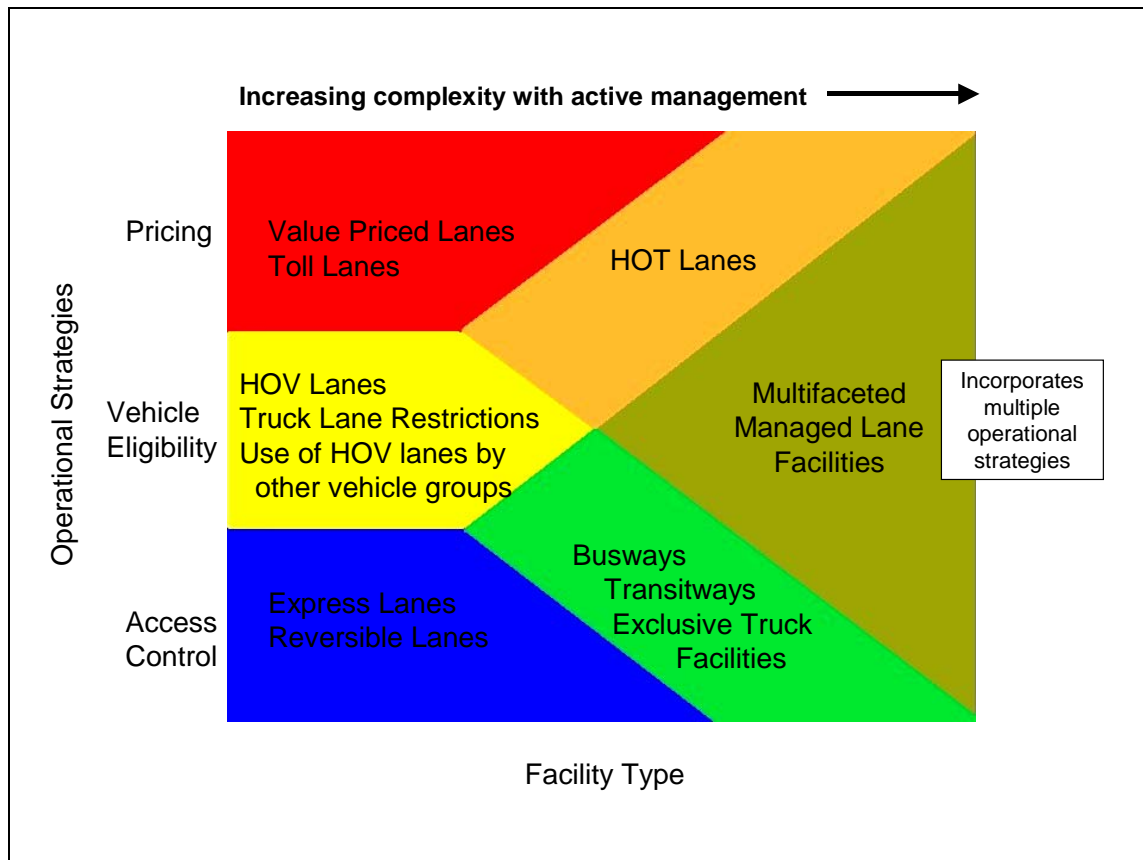 Increasing complexity with active management
Operational Strategies
Pricing
Value Priced Lanes
Toll Lanes
HOT Lanes
Vehicle
Eligibility
HOV Lanes
Truck Lane Restrictions
Use of HOV lanes by
other vehicle groups
Multifaceted
Managed Lane
Facilities
Incorporates
multiple
operational
strategies
Access
Control
Express Lanes
Reversible Lanes
Busways
Transitways
Exclusive Truck
Facilities
Facility Type